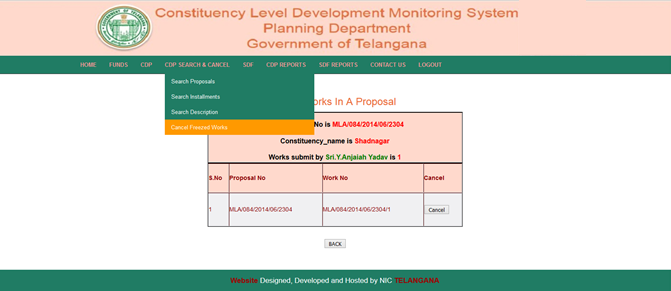 Constituency Level Development Monitoring System
Planning Department
Government of Telangana
HOME FUNDS CDP CDP SEARCH & CANCEL SDF CDP REPORTS SDF REPORTS CONTACT US LOGOUT
Search Proposals
Search Installments
Search Description
Cancel Freezed Works
orks In A Proposal
No is MLA/084/2014/06/2304
Constituency_name is Shadnagar
Works submit by Sri.Y.Anjaiah Yadav is 1
S.No Proposal No Work No Cancel
1 MLA/084/2014/06/2304 MLA/084/2014/06/2304/1 Cancel
BACK
Website Designed, Developed and Hosted by NIC TELANGANA